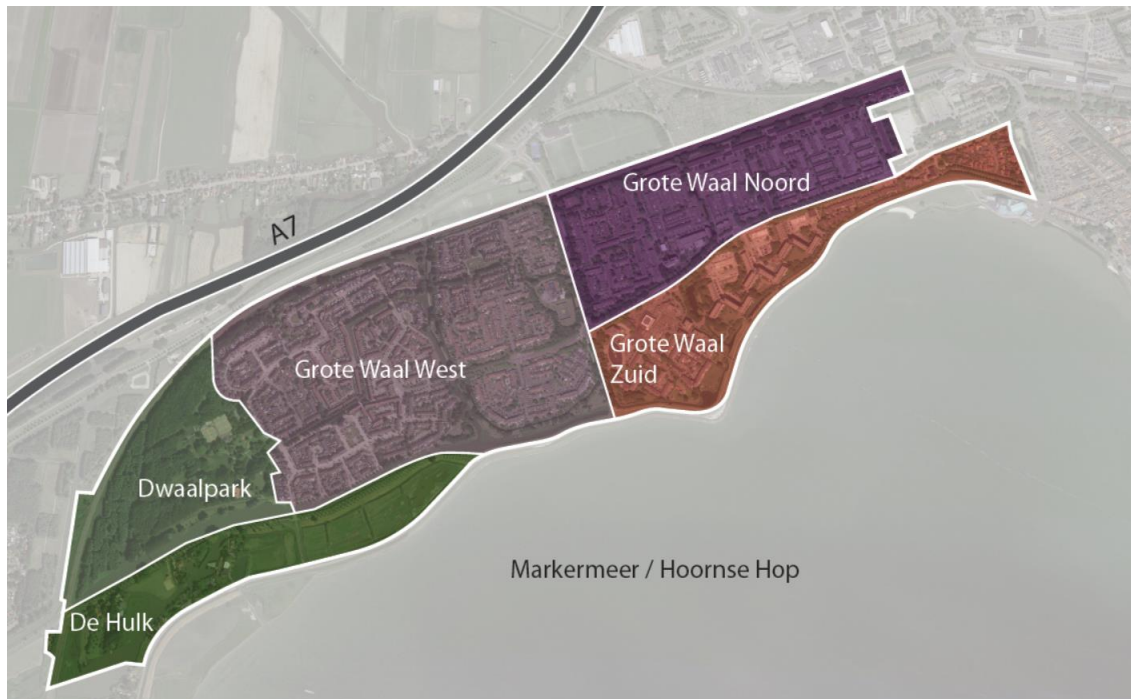 A7
Grote Waal Noord
Grote Waal
Zuid
Grote Waal West
Dwaalpark
De Hulk
Markermeer / Hoornse Hop